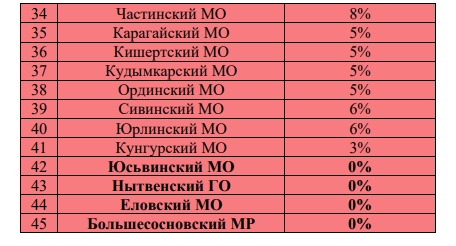 34 Частинский МО 8%
35 Карагайский МО 5%
36 Кишертский МО 5%
37 Кудымкарский МО 5%
38 Ординский МО 5%
39 Сивинский МО 6%
40 Юрлинский МО 6%
41 Кунгурский МО 3%
42 Юсьвинский МО 0%
43 Нытвенский ГО 0%
44 Еловский МО 0%
45 Большесосновский МР 0%